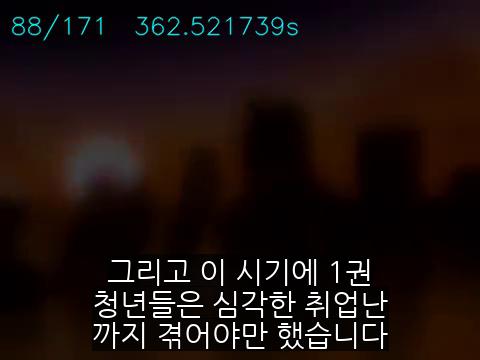 88/171 362.521739s
그리고 이 시기에 1권
청년들은 심각한 취업난
까지 겪어야만 했습니다